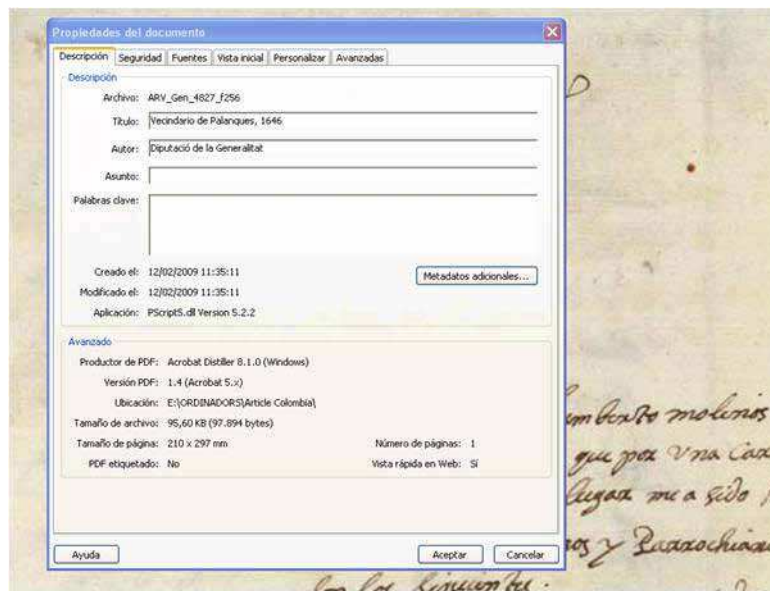 Propiedades del documento
Descripción Seguridad Fuentes Vista inicial Personalizar Avanzadas
Descripción
Archivo: ARV_Gen_4827_f256
Título: Vecindario de Palanques, 1646
Autor: Diputació de la Generalitat
Asunto:
Palabras clave:
Creado el: 12/02/2009 11:35:11
Metadatos adicionales...
Modificado el: 12/02/2009 11:35:11
Aplicación: PScript5.dll Version 5.2.2
Avanzado
Productor de PDF: Acrobat Distiller 8.1.0 (Windows)
Versión PDF: 1.4 (Acrobat 5.x)
Ubicación: E:\ORDINADORS\Article Colombia\
Tamaño de archivo: 95,60 KB (97.894 bytes)
Tamaño de página: 210 x 297 mm Número de páginas: 1
PDF etiquetado: No Vista rápida en Web: Sí
Ayuda Aceptar Cancelar
molinos
que por una
lugar me a sido
y Parrochian